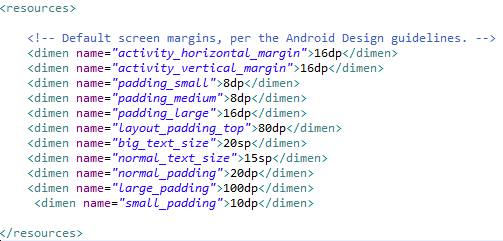 <resources>
<!-- Default screen margins, per the Android Design guidelines. -->
<dimen name="activity_horizontal_margin">16dp</dimen>
<dimen name="activity_vertical_margin">16dp</dimen>
<dimen name="padding_small">8dp</dimen>
<dimen name="padding_medium">8dp</dimen>
<dimen name="padding_large">16dp</dimen>
<dimen name="layout_padding_top">80dp</dimen>
<dimen name="big_text_size">20sp</dimen>
<dimen name="normal_text_size">15sp</dimen>
<dimen name="normal_padding">20dp</dimen>
<dimen name="large_padding">100dp</dimen>
<dimen name="small_padding">10dp</dimen>
</resources>